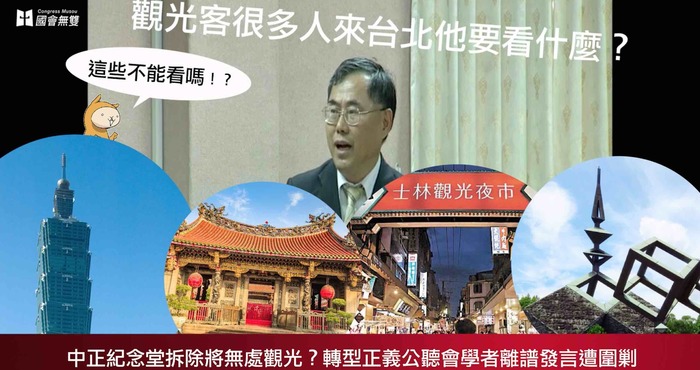 Congress Musou
國會無雙
觀光客很多人來台北他要看什麼？
這些不能看嗎！？
士林觀光夜市
中正紀念堂拆除將無處觀光？轉型正義公聽會學者離譜發言遭圍剿